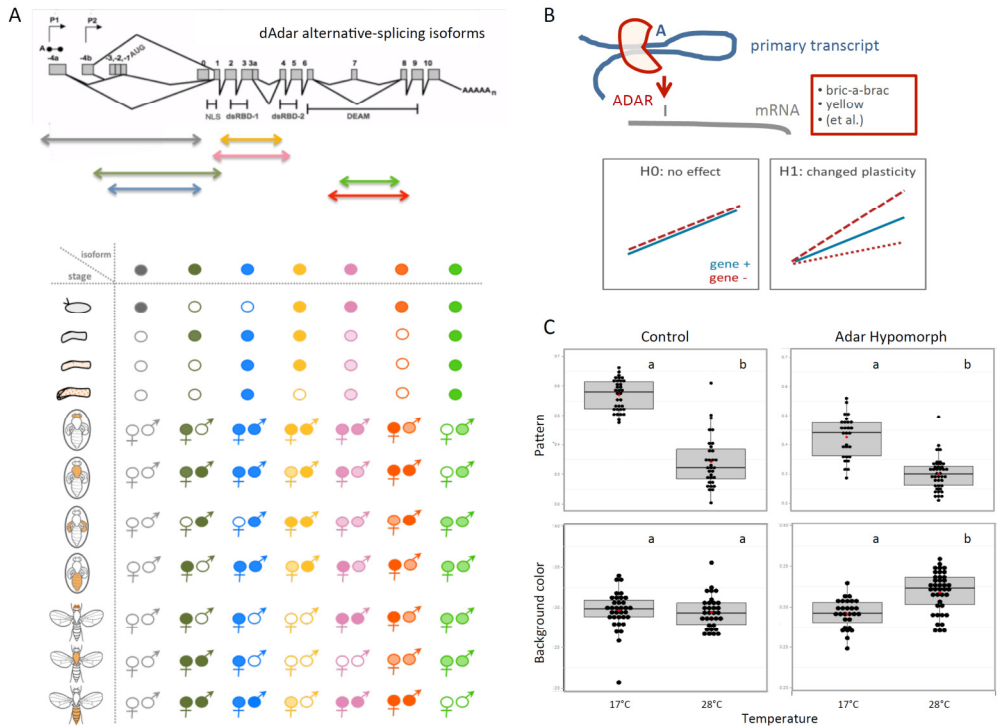 A
dAdar alternative-splicing isoforms
P1
P2
A
-4a
-4b
-3,-2,-1
AUG
0
1
2
3
3a
4
5
6
7
8
9
10
AAAAA n
NLS
dsRBD-1
dsRBD-2
DEAM
isoform
stage
B
A
primary transcript
ADAR
I
mRNA
• bric-a-brac
• yellow
• (et al.)
H0: no effect
gene +
gene -
H1: changed plasticity
C
Control
Adar Hypomorph
Pattern
a
b
a
b
Background color
a
a
a
b
17°C
28°C
17°C
28°C
Temperature